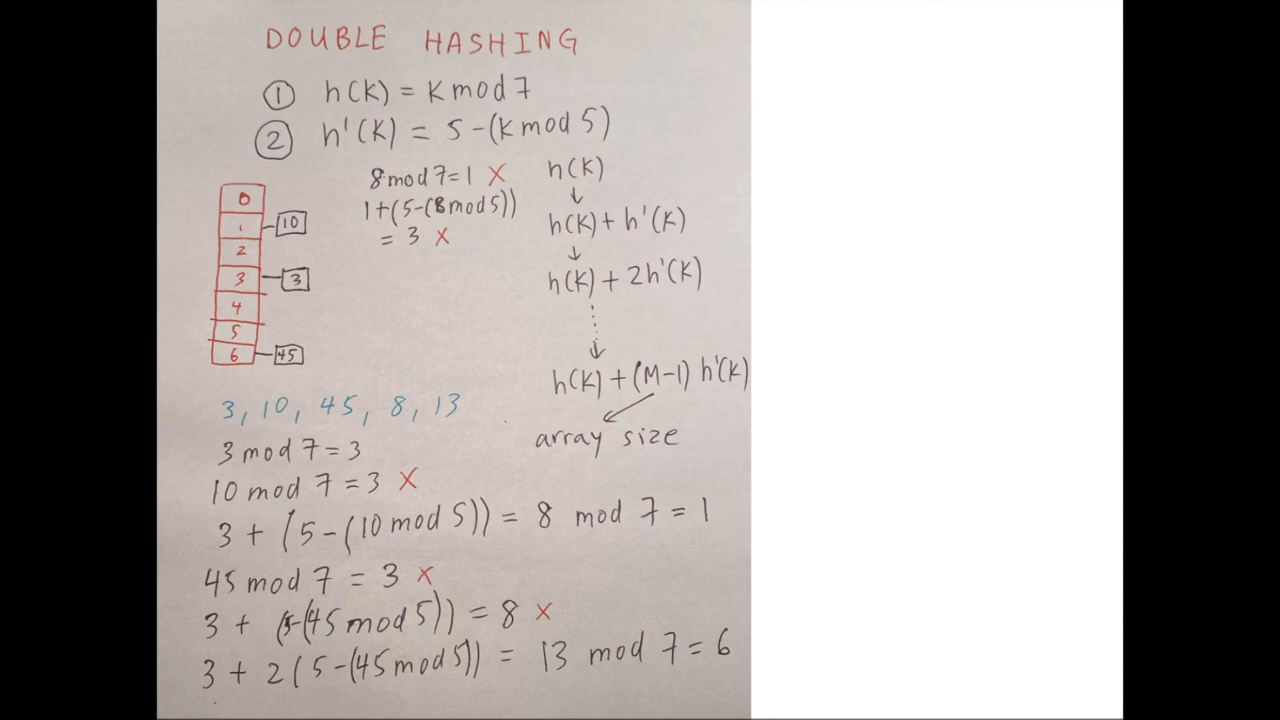 DOUBLE HASHING
① h(K) = K mod 7
② h'(K) = 5 - (K mod 5)
8 mod 7 = 1 X
1 + (5 - (8 mod 5))
= 3 X
h(K)
↓
h(K) + h'(K)
↓
h(K) + 2h'(K)
↓
h(K) + (M-1) h'(K)
array size
0
1 10
2
3 3
4
5
6 45
3, 10, 45, 8, 13
3 mod 7 = 3
10 mod 7 = 3 X
3 + (5 - (10 mod 5)) = 8 mod 7 = 1
45 mod 7 = 3 X
3 + (5-(45 mod 5)) = 8 X
3 + 2(5 - (45 mod 5)) = 13 mod 7 = 6